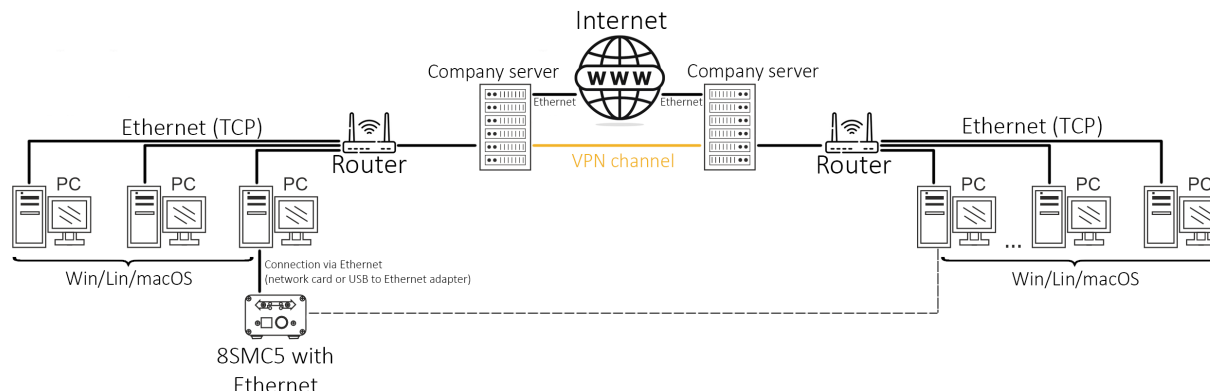 Internet
WWW
Company server
Company server
Ethernet
Ethernet
Ethernet (TCP)
Ethernet (TCP)
Router
VPN channel
Router
PC
PC
PC
PC
PC
PC
...
Connection via Ethernet
(network card or USB to Ethernet adapter)
Win/Lin/macOS
Win/Lin/macOS
8SMC5 with
Ethernet